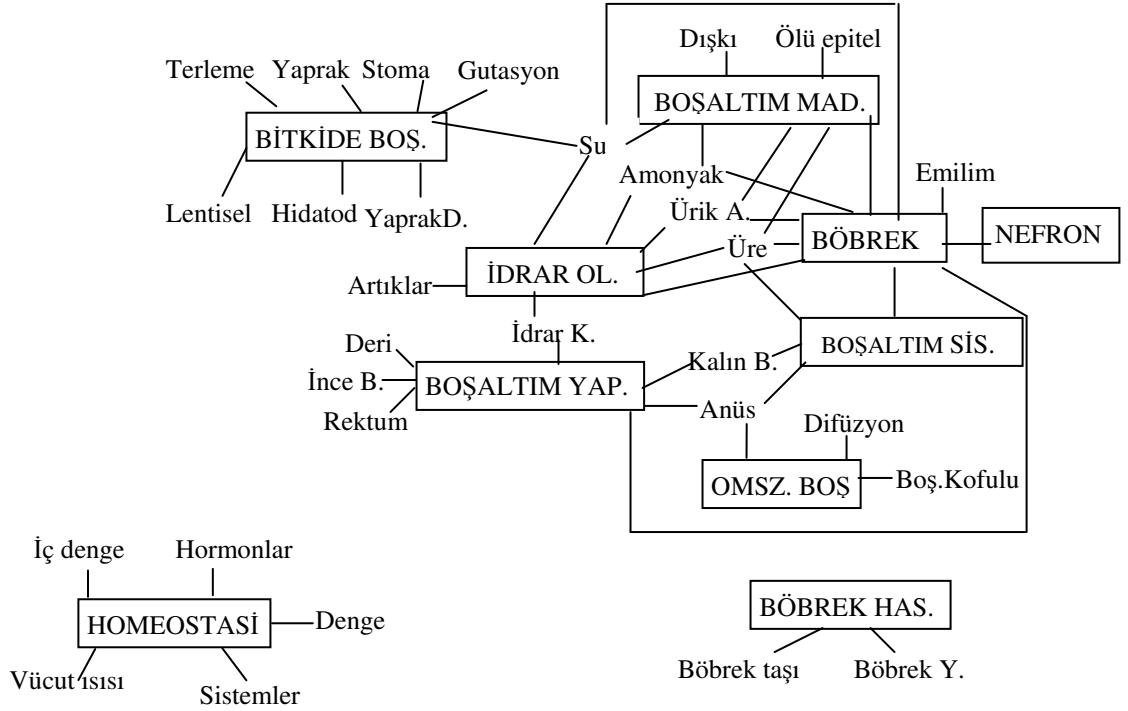 Dışkı
Ölü epitel
Terleme
Yaprak
Stoma
Gutasyon
BOŞALTIM MAD.
BİTKİDE BOŞ.
Su
Amonyak
Emilim
Lentisel
Hidatod
YaprakD.
Ürik A.
Üre
BÖBREK
NEFRON
Artıklar
İDRAR OL.
İdrar K.
Deri
BOŞALTIM SİS.
Kalın B.
İnce B.
BOŞALTIM YAP.
Rektum
Anüs
Difüzyon
OMSZ. BOŞ
Boş.Kofulu
İç denge
Hormonlar
HOMEOSTASİ
Denge
BÖBREK HAS.
Vücut ısısı
Sistemler
Böbrek taşı
Böbrek Y.